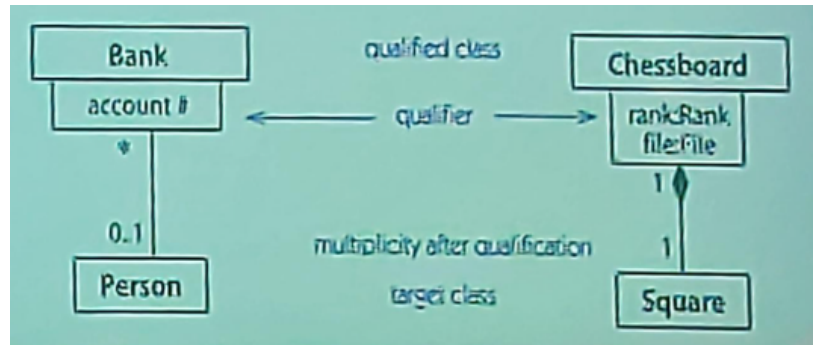 Bank
account #
*
0..1
Person
qualified class
qualifier
multiplicity after qualification
target class
Chessboard
rank:Rank
file:File
1
1
Square